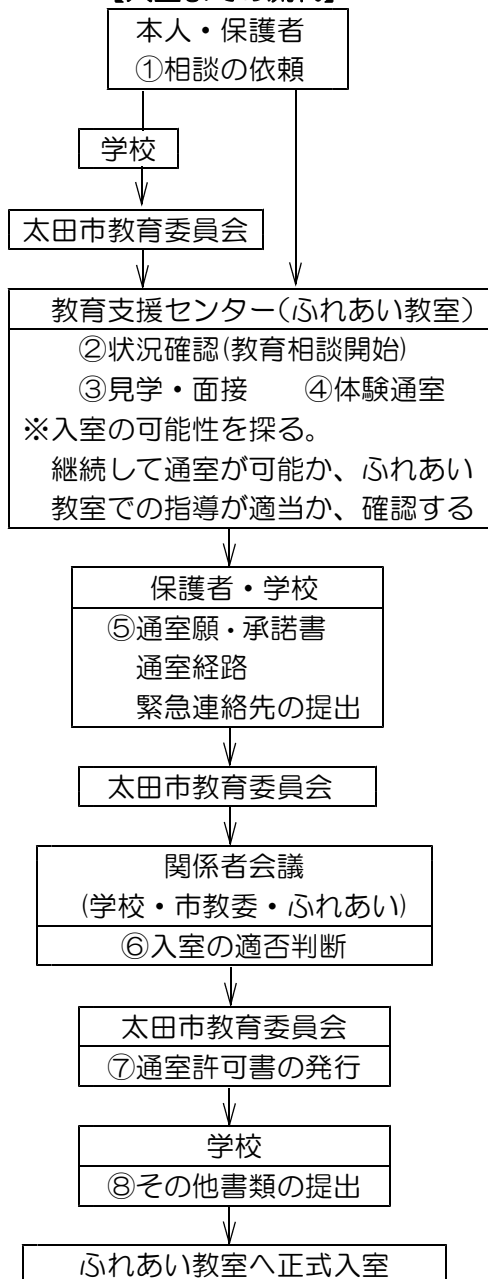 本人・保護者
①相談の依頼
学校
太田市教育委員会
教育支援センター(ふれあい教室)
②状況確認(教育相談開始)
③見学・面接 ④体験通室
※入室の可能性を探る。
継続して通室が可能か、ふれあい
教室での指導が適当か、確認する
保護者・学校
⑤通室願・承諾書
通室経路
緊急連絡先の提出
太田市教育委員会
関係者会議
(学校・市教委・ふれあい)
⑥入室の適否判断
太田市教育委員会
⑦通室許可書の発行
学校
⑧その他書類の提出
ふれあい教室へ正式入室